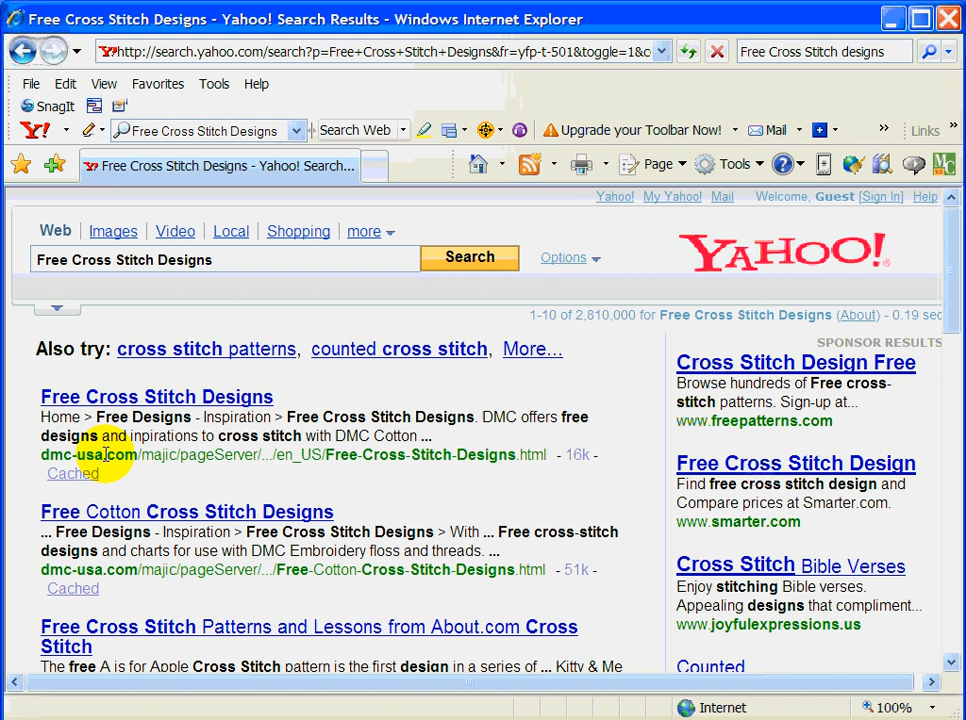 Free Cross Stitch Designs - Yahoo! Search Results - Windows Internet Explorer
http://search.yahoo.com/search?p=Free+Cross+Stitch+Designs&fr=yfp-t-501&toggle=1&c
Free Cross Stitch designs
File Edit View Favorites Tools Help
SnagIt
Y! Free Cross Stitch Designs Search Web Upgrade your Toolbar Now! Mail » Links »
Free Cross Stitch Designs - Yahoo! Search... Page Tools
Yahoo! My Yahoo! Mail Welcome, Guest [Sign In] Help
Web Images Video Local Shopping more
Free Cross Stitch Designs Search Options YAHOO!
1-10 of 2,810,000 for Free Cross Stitch Designs (About) - 0.19 sec
Also try: cross stitch patterns, counted cross stitch, More...
Free Cross Stitch Designs
Home > Free Designs - Inspiration > Free Cross Stitch Designs. DMC offers free
designs and inpirations to cross stitch with DMC Cotton ...
dmc-usa.com/majic/pageServer/.../en_US/Free-Cross-Stitch-Designs.html - 16k -
Cached
Free Cotton Cross Stitch Designs
... Free Designs - Inspiration > Free Cross Stitch Designs > With ... Free cross-stitch
designs and charts for use with DMC Embroidery floss and threads. ...
dmc-usa.com/majic/pageServer/.../Free-Cotton-Cross-Stitch-Designs.html - 51k -
Cached
Free Cross Stitch Patterns and Lessons from About.com Cross
Stitch
The free A is for Apple Cross Stitch pattern is the first design in a series of ... Kitty & Me
SPONSOR RESULTS
Cross Stitch Design Free
Browse hundreds of Free cross-
stitch patterns. Sign-up at...
www.freepatterns.com
Free Cross Stitch Design
Find free cross stitch design and
Compare prices at Smarter.com.
www.smarter.com
Cross Stitch Bible Verses
Enjoy stitching Bible verses.
Appealing designs that compliment...
www.joyfulexpressions.us
Counted
Internet 100%